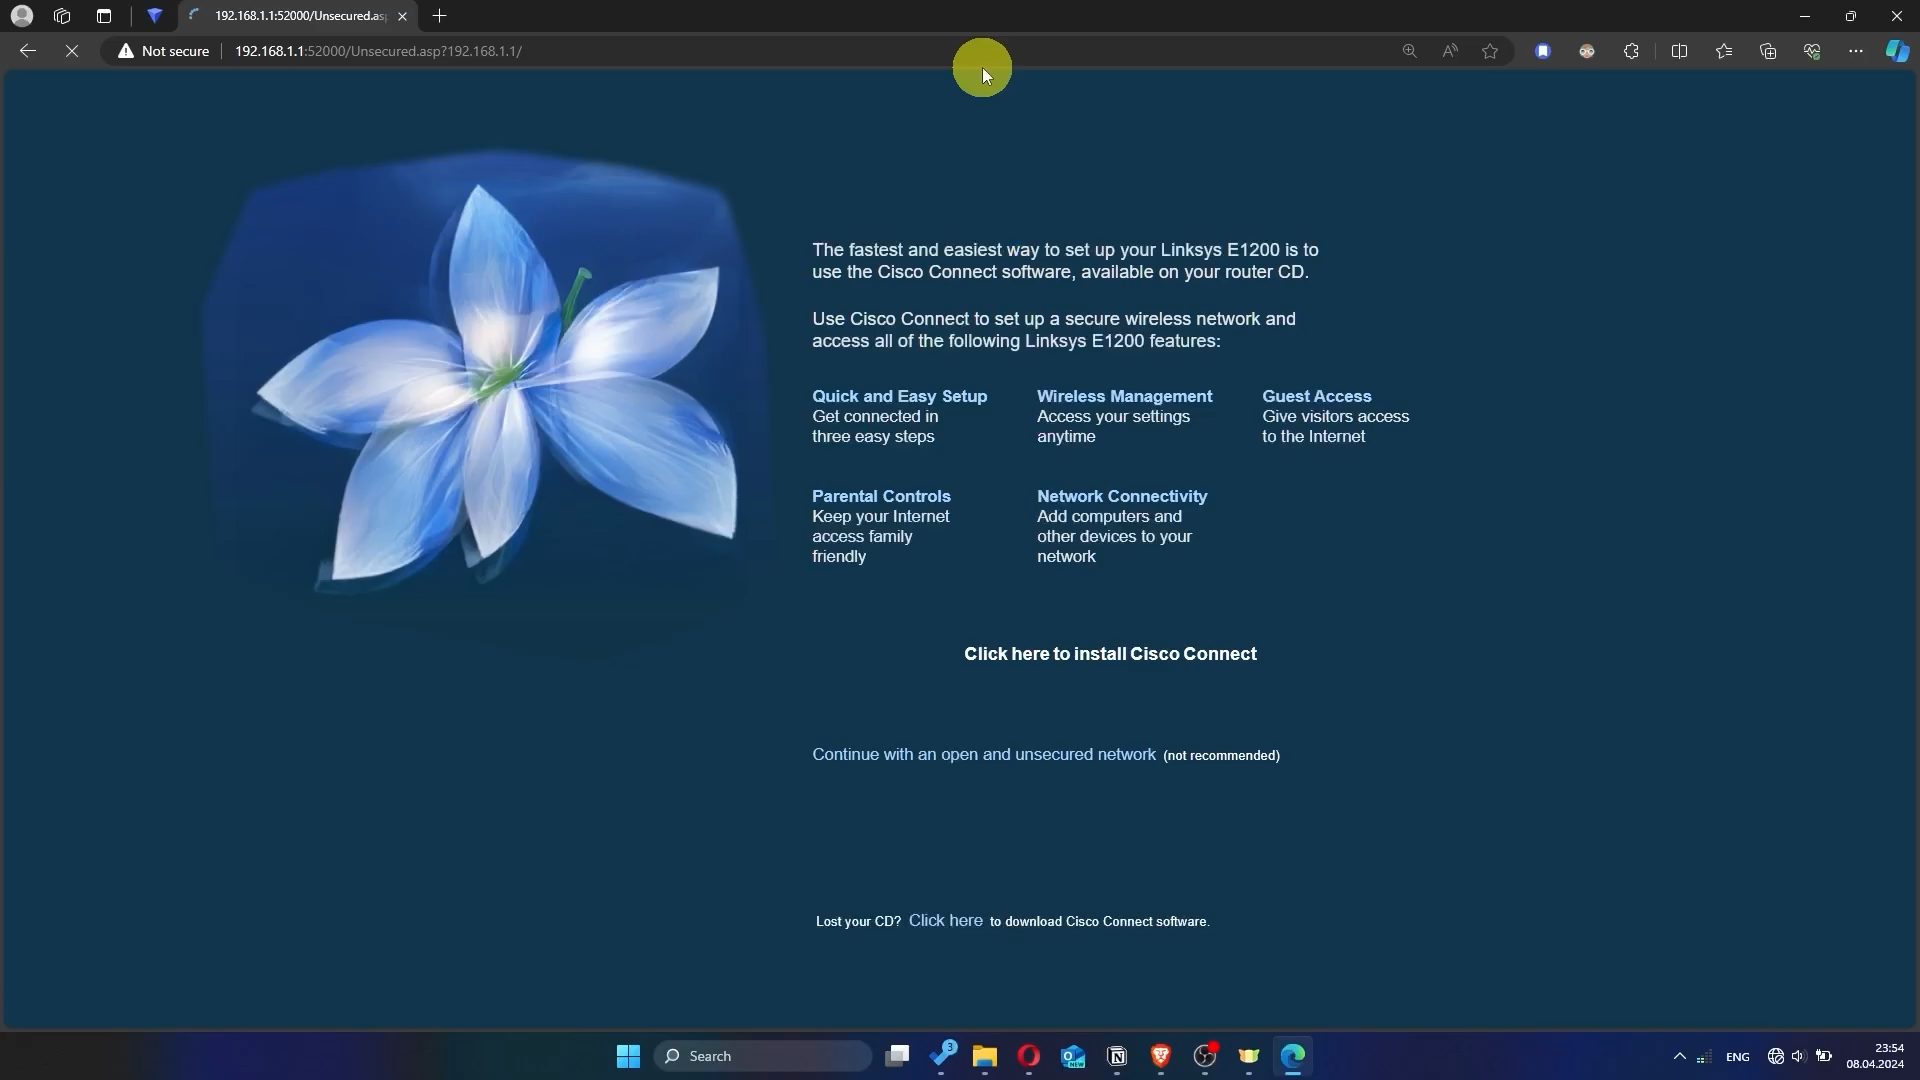 192.168.1.1:52000/Unsecured.as
Not secure
192.168.1.1:52000/Unsecured.asp?192.168.1.1/
The fastest and easiest way to set up your Linksys E1200 is to
use the Cisco Connect software, available on your router CD.
Use Cisco Connect to set up a secure wireless network and
access all of the following Linksys E1200 features:
Quick and Easy Setup
Get connected in
three easy steps
Wireless Management
Access your settings
anytime
Guest Access
Give visitors access
to the Internet
Parental Controls
Keep your Internet
access family
friendly
Network Connectivity
Add computers and
other devices to your
network
Click here to install Cisco Connect
Continue with an open and unsecured network (not recommended)
Lost your CD? Click here to download Cisco Connect software.
Search
3
NEW
ENG
23:54
08.04.2024